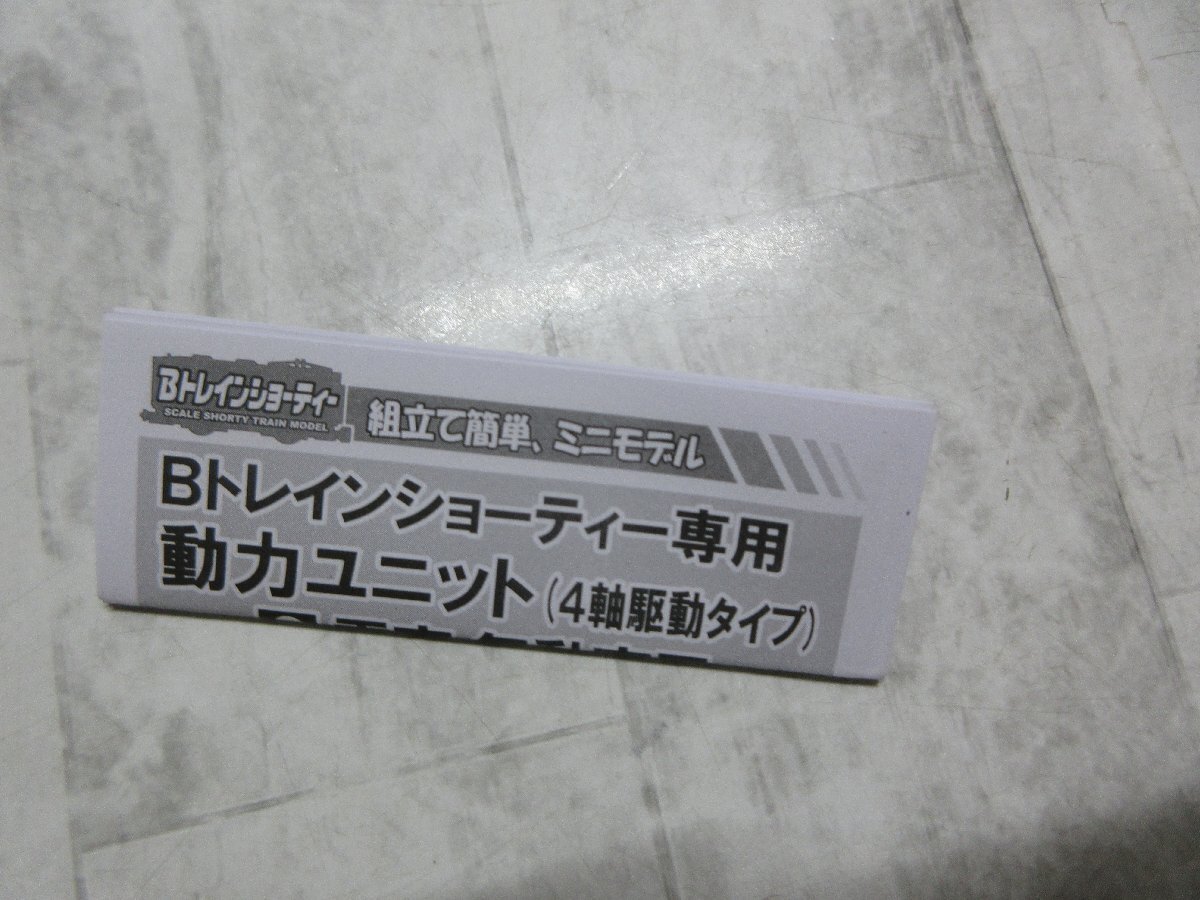 Bトレインショーティー
SCALE SHORTY TRAIN MODEL
組立て簡単、ミニモデル
Bトレインショーティー専用
動力ユニット(4軸駆動タイプ)